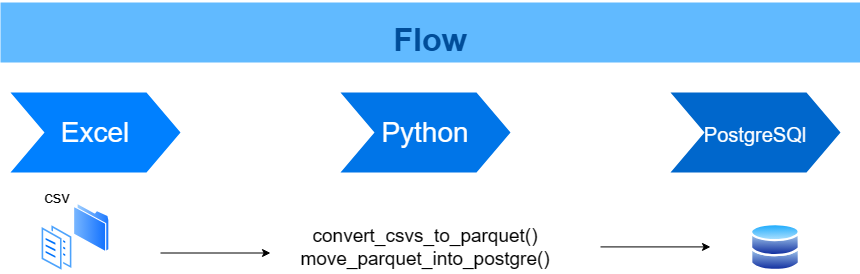 Flow
Excel
Python
PostgreSQl
csv
convert_csvs_to_parquet()
move_parquet_into_postgre()